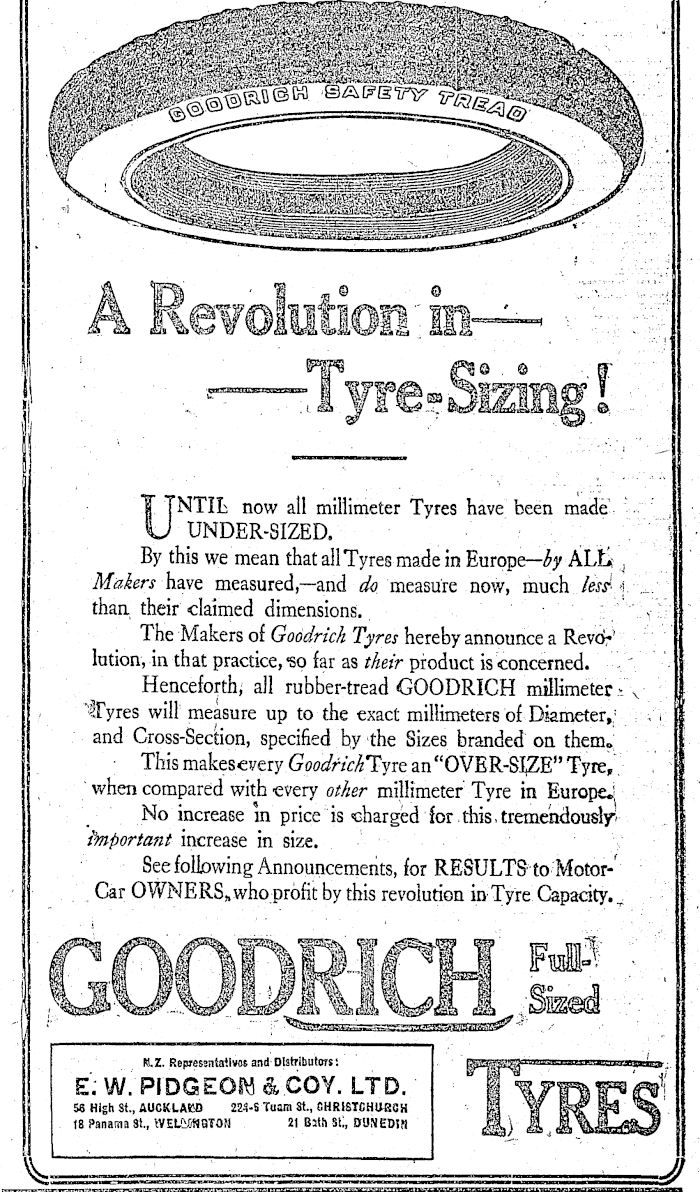 GOODRICH SAFETY TREAD
A Revolution in—
—Tyre-Sizing!
UNTIL now all millimeter Tyres have been made
UNDER-SIZED.
By this we mean that all Tyres made in Europe—by ALL
Makers have measured,—and do measure now, much less
than their claimed dimensions.
The Makers of Goodrich Tyres hereby announce a Revo-
lution, in that practice, so far as their product is concerned.
Henceforth, all rubber-tread GOODRICH millimeter
Tyres will measure up to the exact millimeters of Diameter,
and Cross-Section, specified by the Sizes branded on them.
This makes every Goodrich Tyre an "OVER-SIZE" Tyre,
when compared with every other millimeter Tyre in Europe.
No increase in price is charged for this tremendously
important increase in size.
See following Announcements, for RESULTS to Motor-
Car OWNERS, who profit by this revolution in Tyre Capacity.
GOODRICH Full-
Sized
TYRES
N.Z. Representatives and Distributors:
E. W. PIDGEON & COY. LTD.
56 High St., AUCKLAND 224-6 Tuam St., CHRISTCHURCH
18 Panama St., WELLINGTON 21 Bath St., DUNEDIN